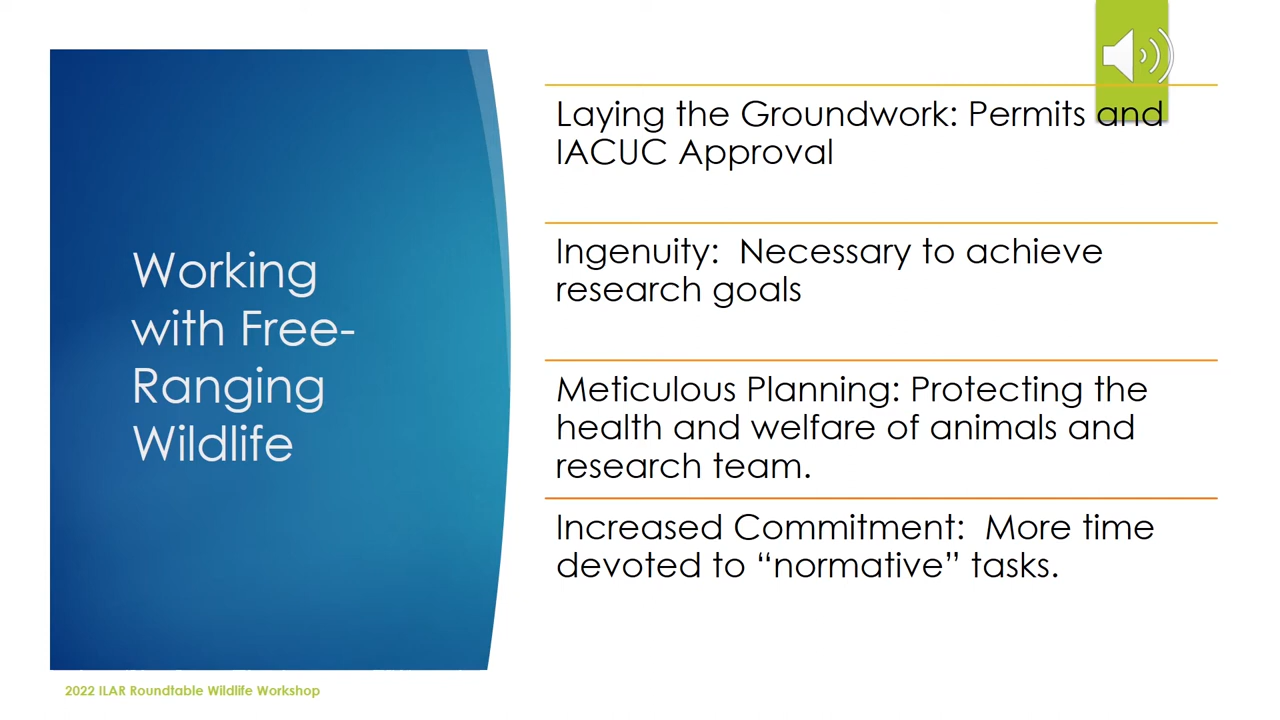 Working
with Free-
Ranging
Wildlife
Laying the Groundwork: Permits and
IACUC Approval
Ingenuity:  Necessary to achieve
research goals
Meticulous Planning: Protecting the
health and welfare of animals and
research team.
Increased Commitment:  More time
devoted to “normative” tasks.
2022 ILAR Roundtable Wildlife Workshop